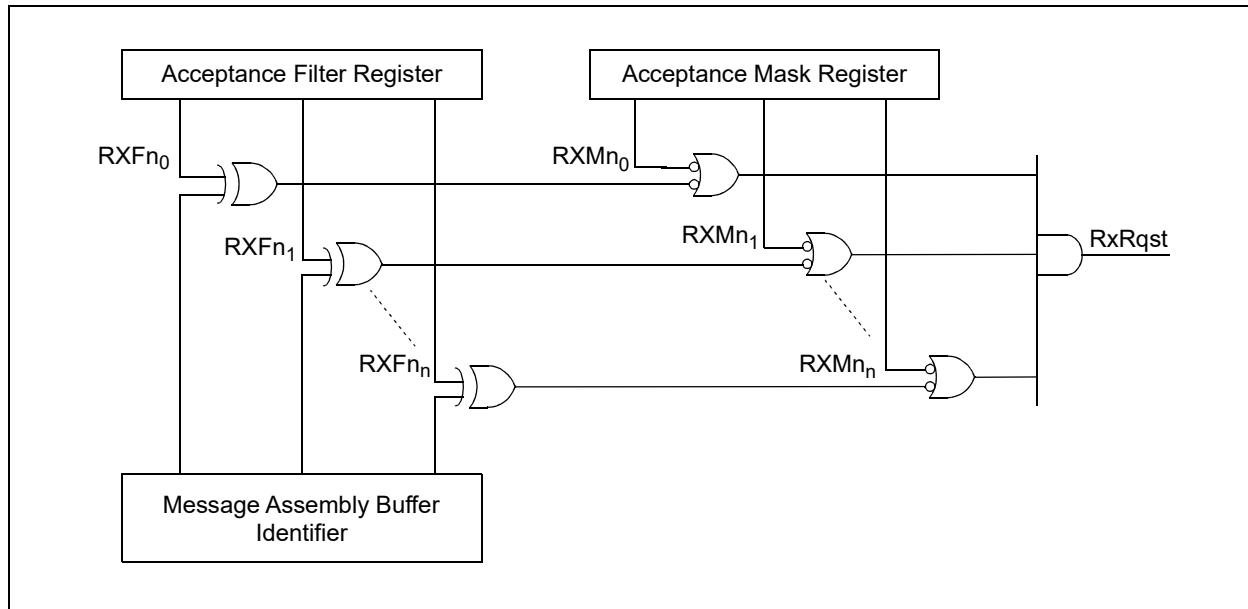 Acceptance Filter Register
Acceptance Mask Register
RXFn0
RXMn0
RXFn1
RXMn1
RxRqst
RXFnn
RXMnn
Message Assembly Buffer
Identifier